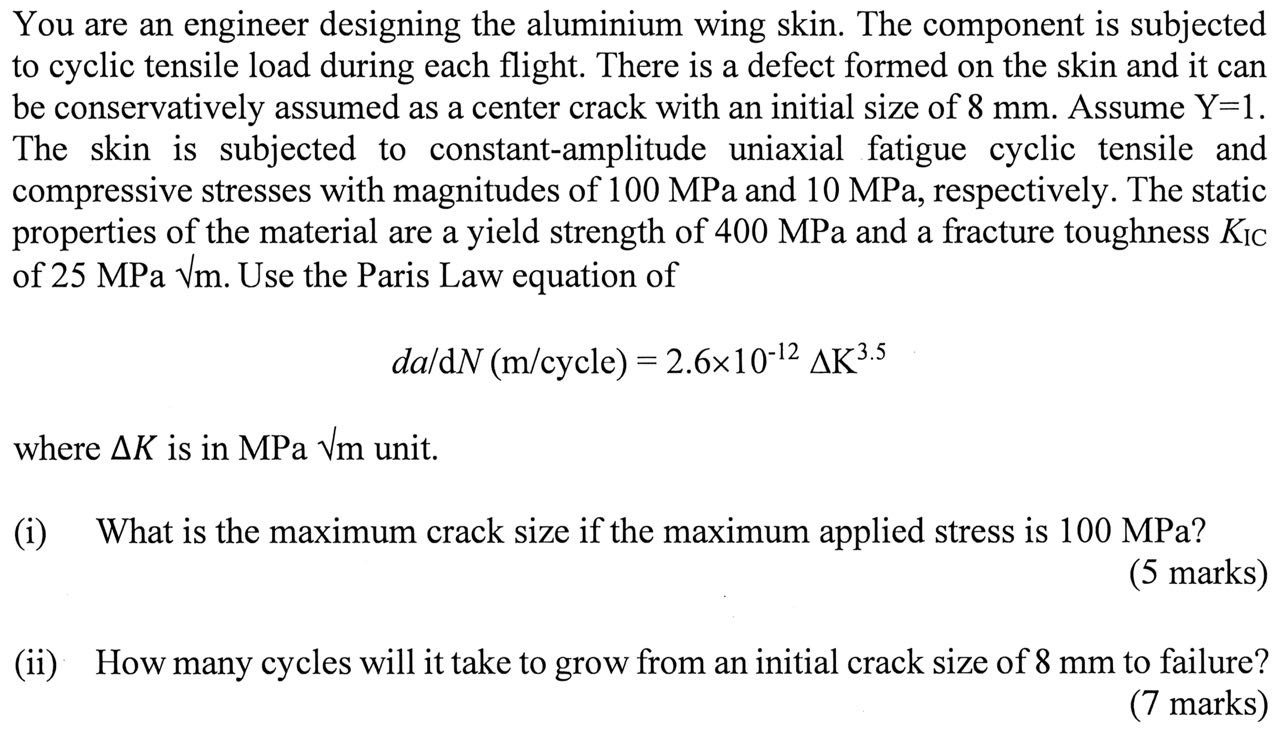 You are an engineer designing the aluminium wing skin. The component is subjected
to cyclic tensile load during each flight. There is a defect formed on the skin and it can
be conservatively assumed as a center crack with an initial size of 8 mm. Assume Y=1.
The skin is subjected to constant-amplitude uniaxial fatigue cyclic tensile and
compressive stresses with magnitudes of 100 MPa and 10 MPa, respectively. The static
properties of the material are a yield strength of 400 MPa and a fracture toughness KIC
of 25 MPa √m. Use the Paris Law equation of
da/dN (m/cycle) = 2.6×10⁻¹² ΔK³·⁵
where ΔK is in MPa √m unit.
(i) What is the maximum crack size if the maximum applied stress is 100 MPa?
(5 marks)
(ii) How many cycles will it take to grow from an initial crack size of 8 mm to failure?
(7 marks)